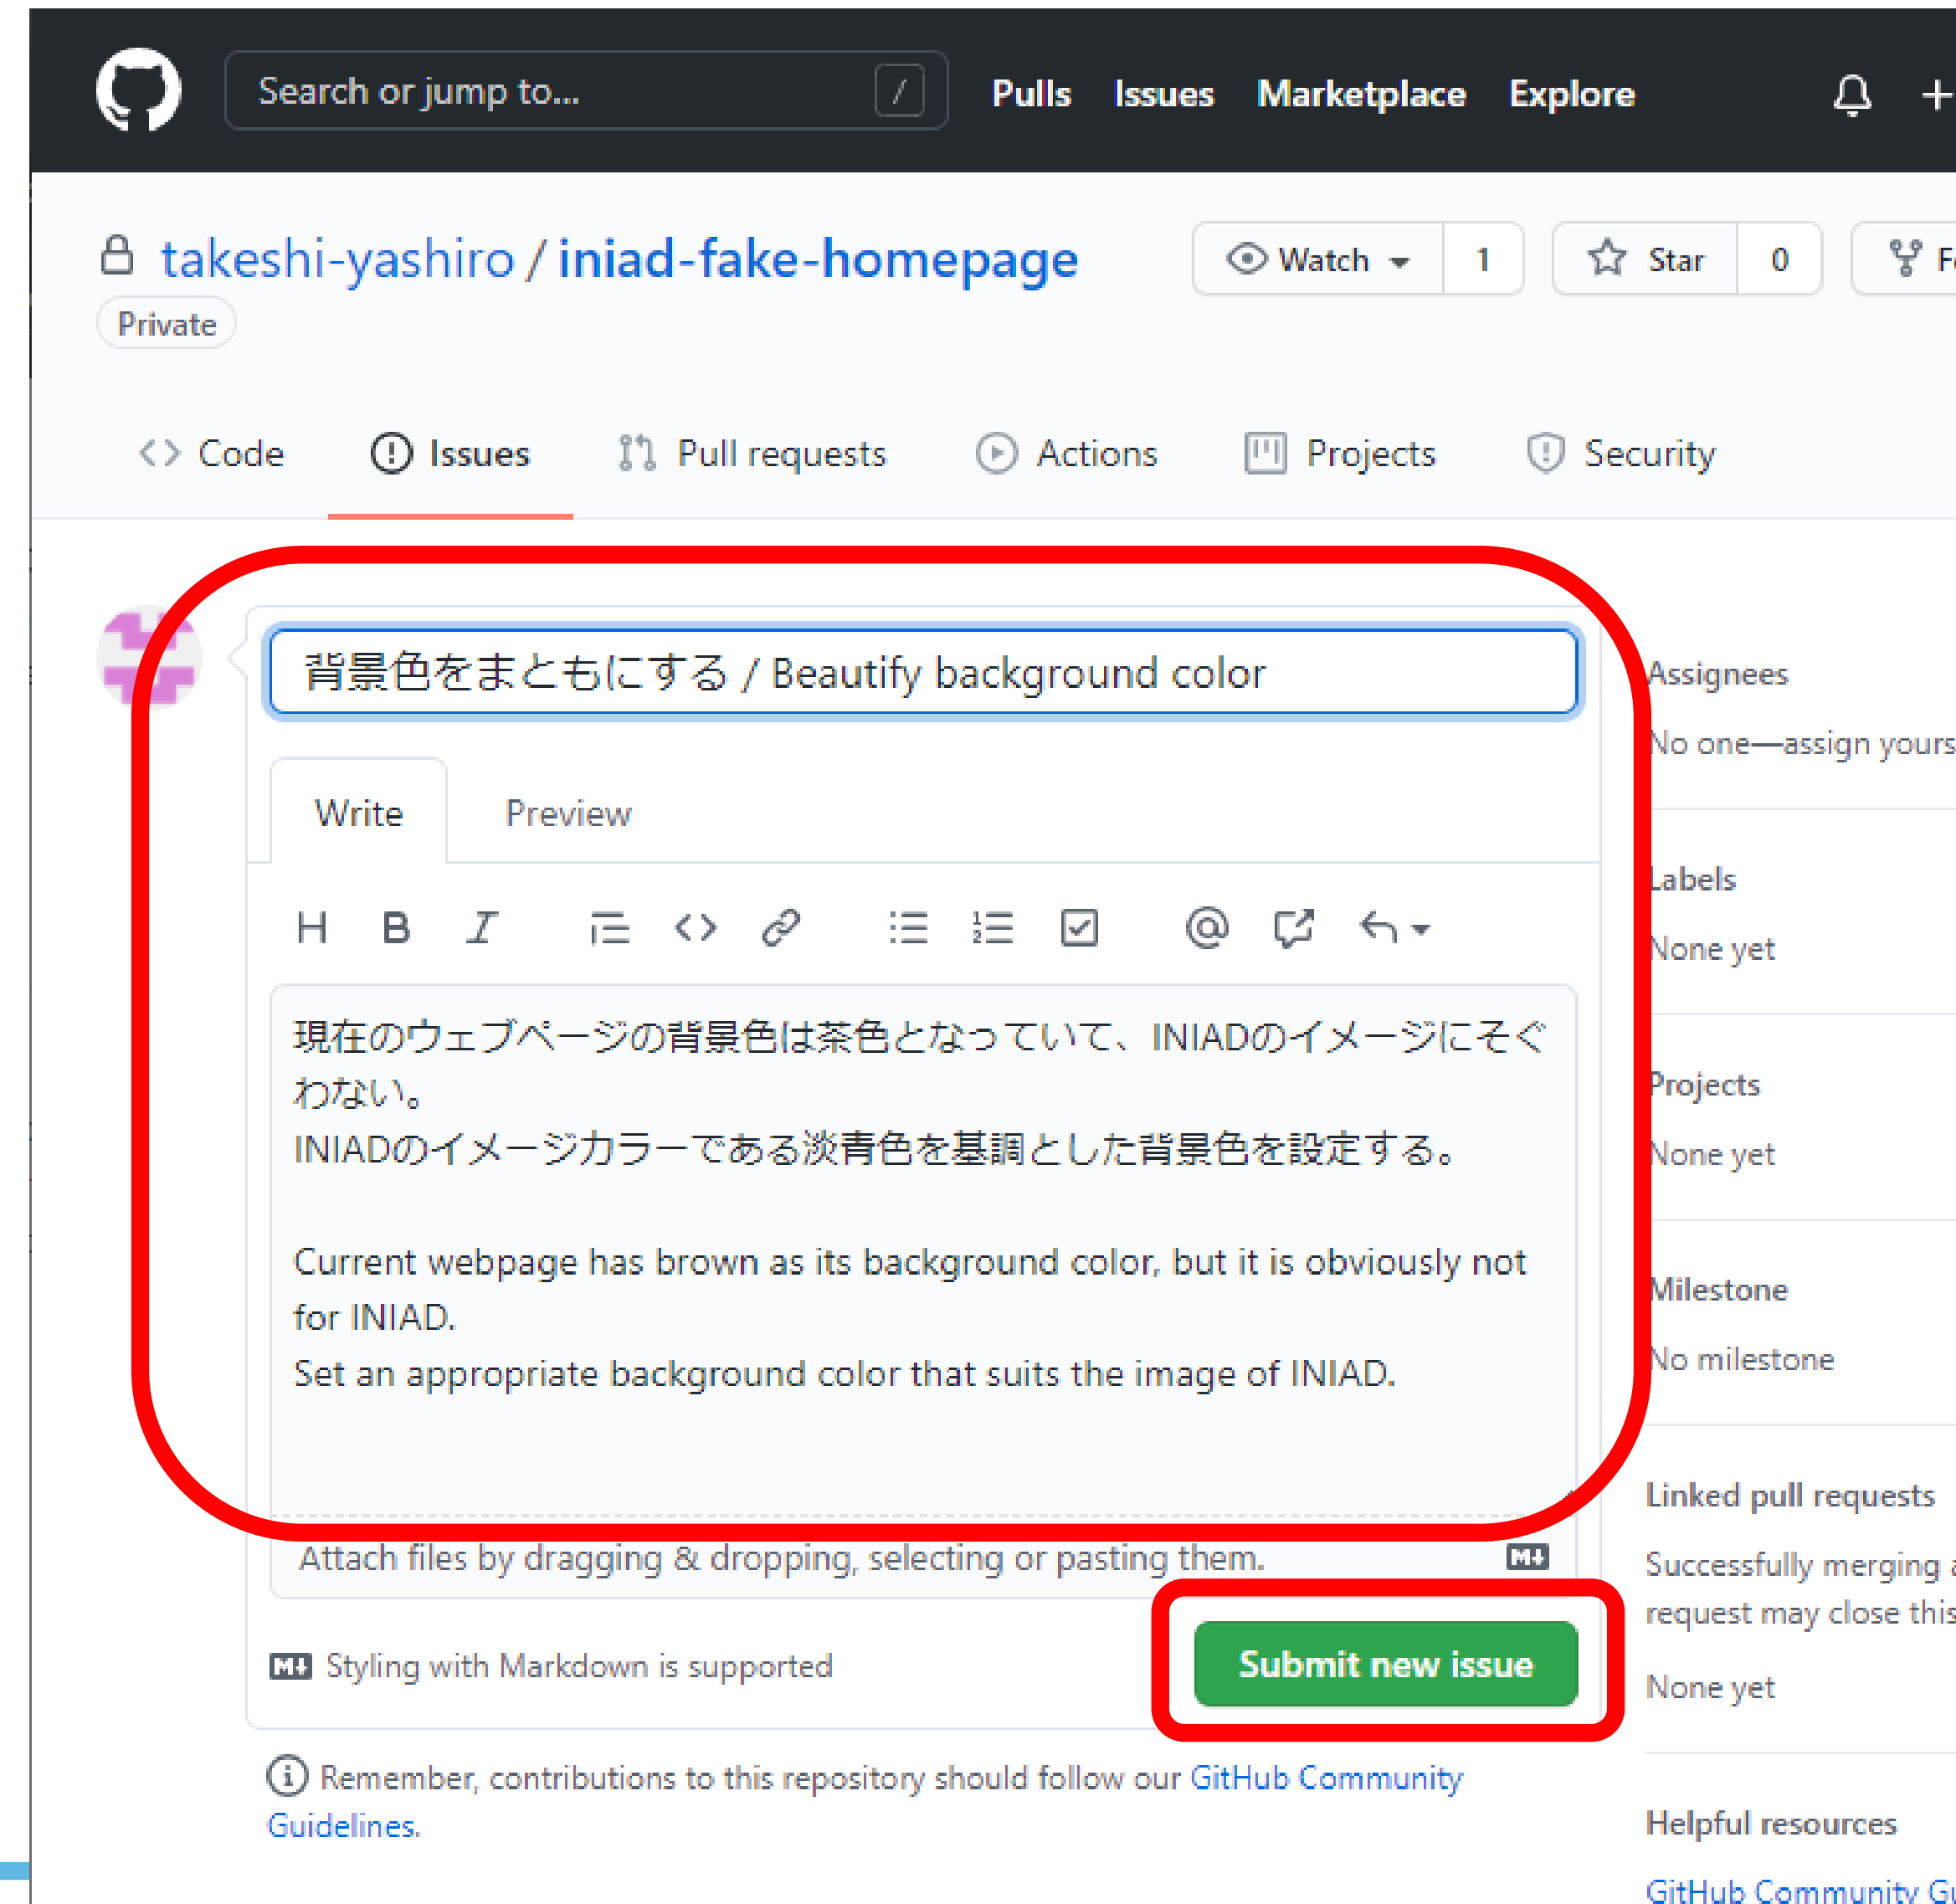 Search or jump to... /
Pulls Issues Marketplace Explore
takeshi-yashiro / iniad-fake-homepage
Watch 1 Star 0
Private
Code Issues Pull requests Actions Projects Security
背景色をまともにする / Beautify background color
Write Preview
H B I
現在のウェブページの背景色は茶色となっていて、INIADのイメージにそぐ
わない。
INIADのイメージカラーである淡青色を基調とした背景色を設定する。
Current webpage has brown as its background color, but it is obviously not
for INIAD.
Set an appropriate background color that suits the image of INIAD.
Attach files by dragging & dropping, selecting or pasting them.
Styling with Markdown is supported
Submit new issue
Remember, contributions to this repository should follow our GitHub Community
Guidelines.
Assignees
No one—assign
Labels
None yet
Projects
None yet
Milestone
No milestone
Linked pull requests
Successfully merging
request may close this
None yet
Helpful resources
GitHub Community